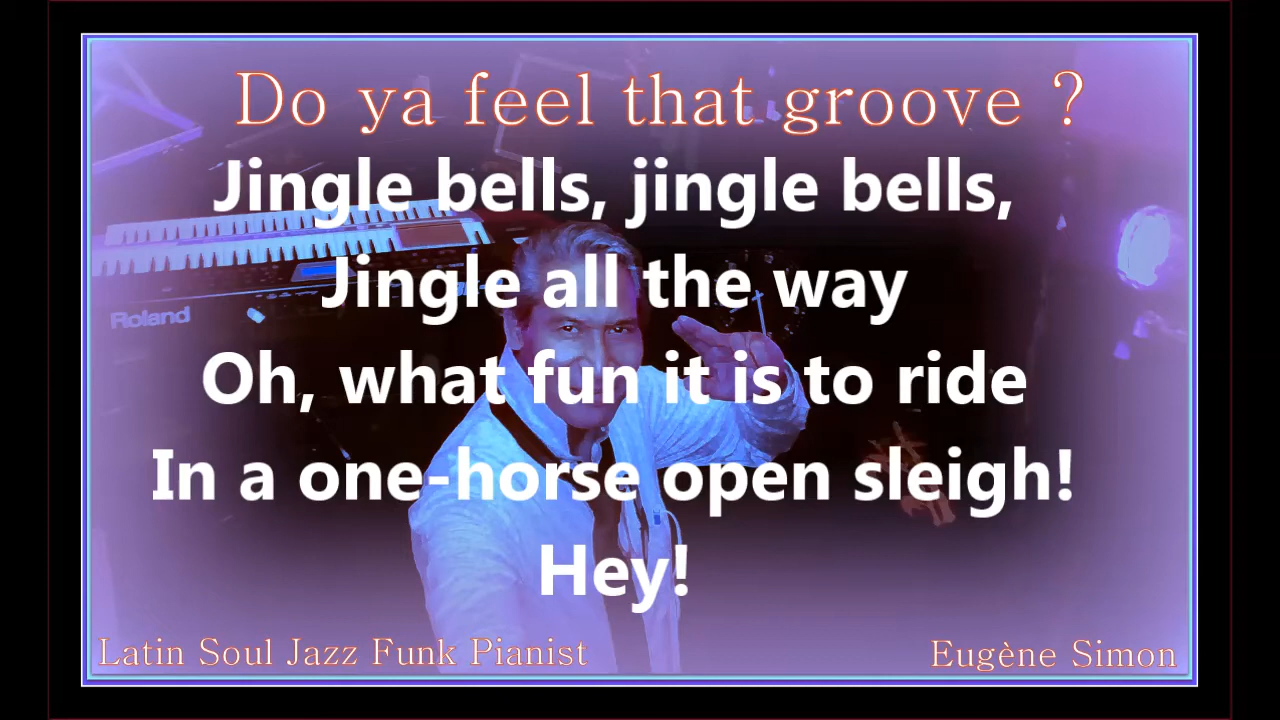 Do ya feel that groove ?
Jingle bells, jingle bells,
Jingle all the way
Roland
Oh, what fun it is to ride
In a one-horse open sleigh!
Hey!
Latin Soul Jazz Funk Pianist
Eugène Simon